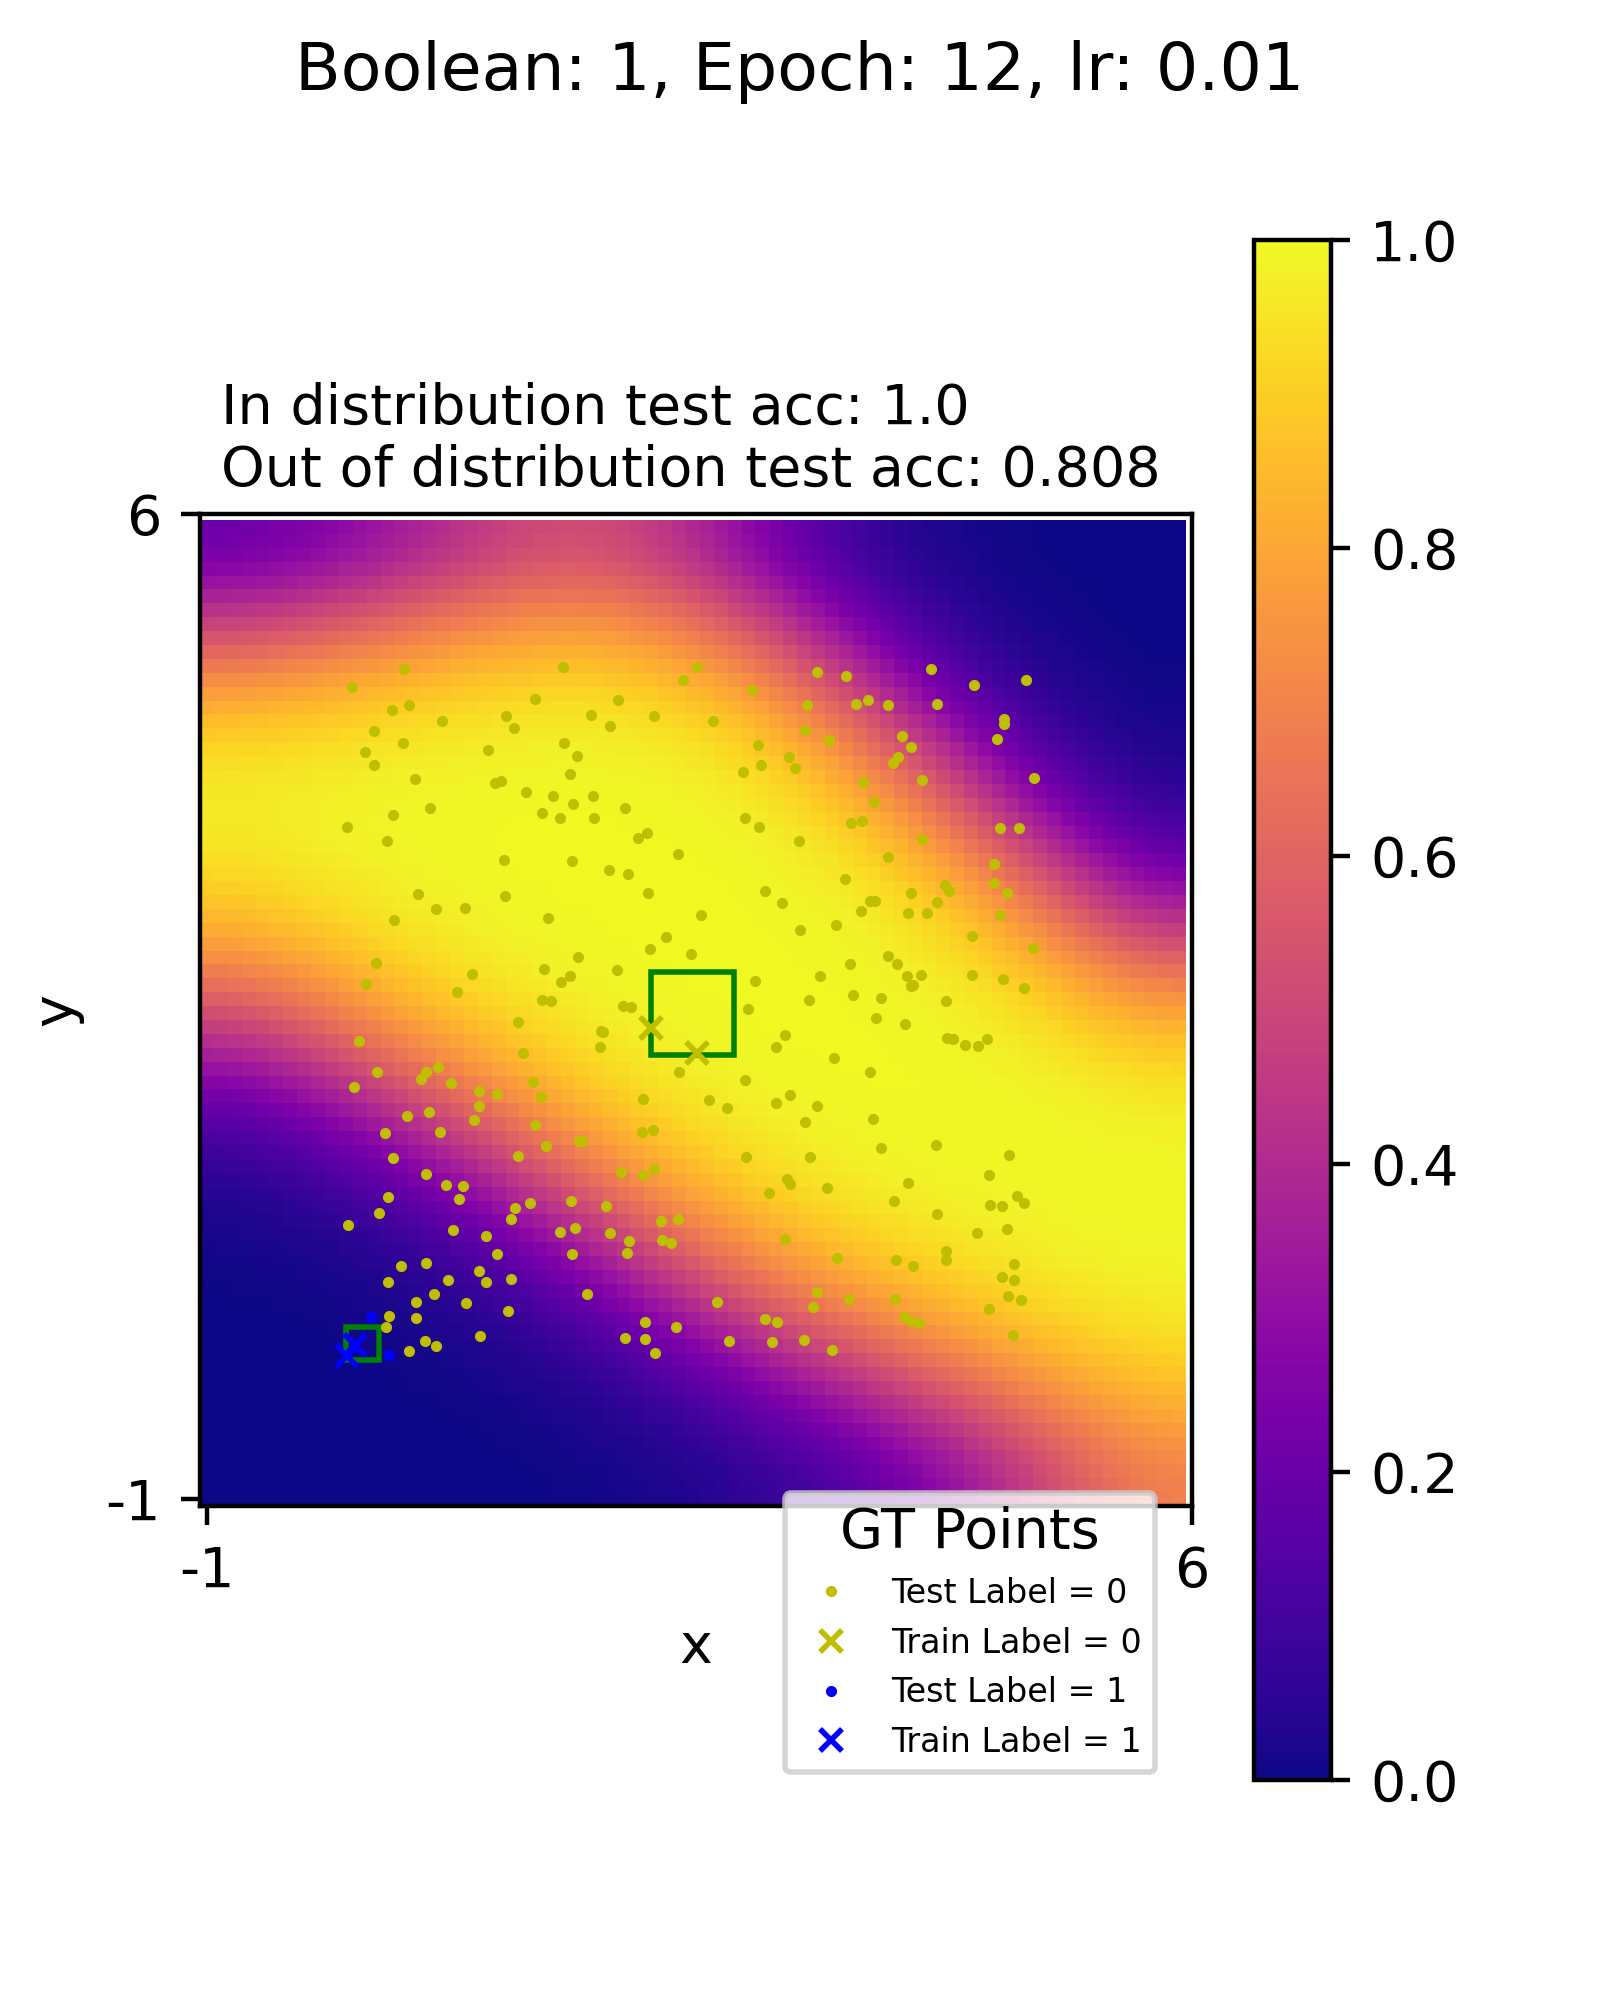 Boolean: 1, Epoch: 12, lr: 0.01
In distribution test acc: 1.0
Out of distribution test acc: 0.808
6
y
-1
-1
6
x
GT Points
Test Label = 0
Train Label = 0
Test Label = 1
Train Label = 1
1.0
0.8
0.6
0.4
0.2
0.0